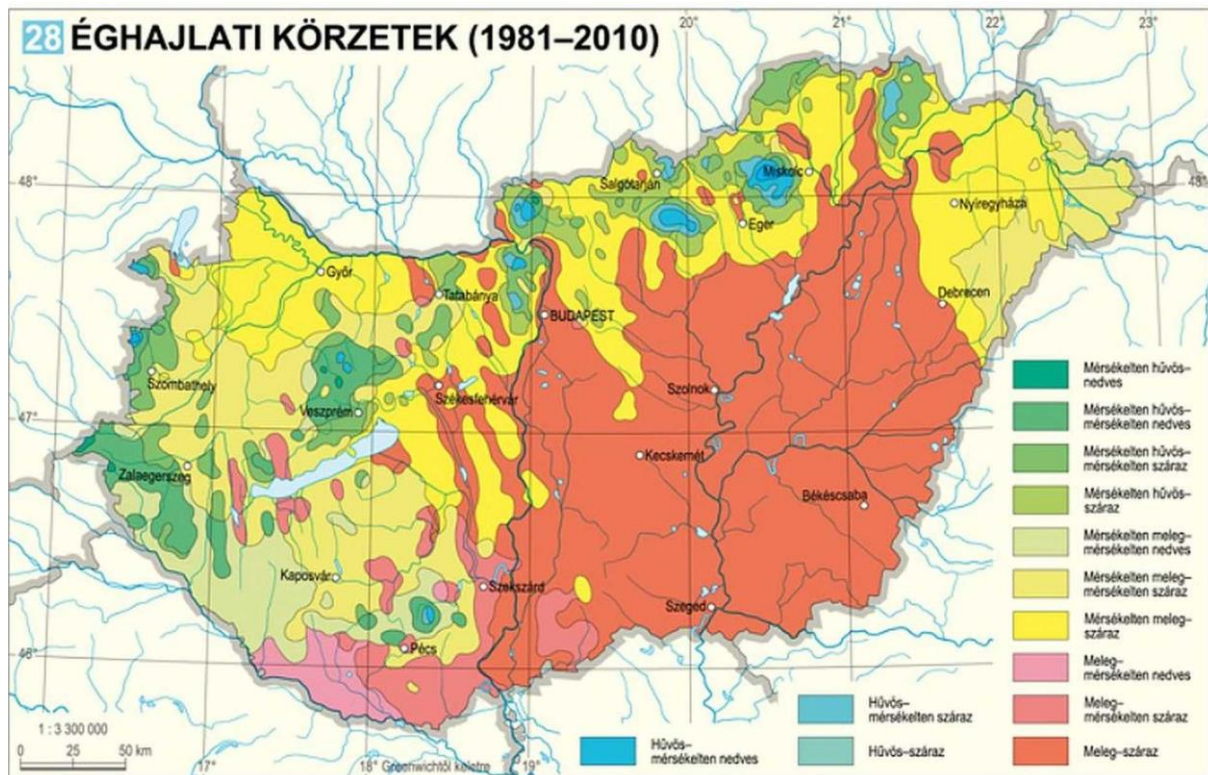 28 ÉGHAJLATI KÖRZETEK (1981–2010)
20°
21°
22°
23°
48°
48°
Salgótarján
Miskolc
Nyíregyháza
Eger
Győr
Tatabánya
BUDAPEST
Debrecen
Szombathely
Székesfehérvár
Szolnok
Veszprém
47°
47°
Zalaegerszeg
Kecskemét
Békéscsaba
Kaposvár
Szekszárd
Szeged
48°
Pécs
Mérsékelten hűvös–
nedves
Mérsékelten hűvös–
mérsékelten nedves
Mérsékelten hűvös–
mérsékelten száraz
Mérsékelten hűvös–
száraz
Mérsékelten meleg–
mérsékelten nedves
Mérsékelten meleg–
mérsékelten száraz
Mérsékelten meleg–
száraz
Meleg–
mérsékelten nedves
Meleg–
mérsékelten száraz
Meleg–száraz
Hűvös–
mérsékelten száraz
Hűvös–száraz
Hűvös–
mérsékelten nedves
1 : 3 300 000
0 25 50 km
17°
18° Greenwichtől keletre
19°